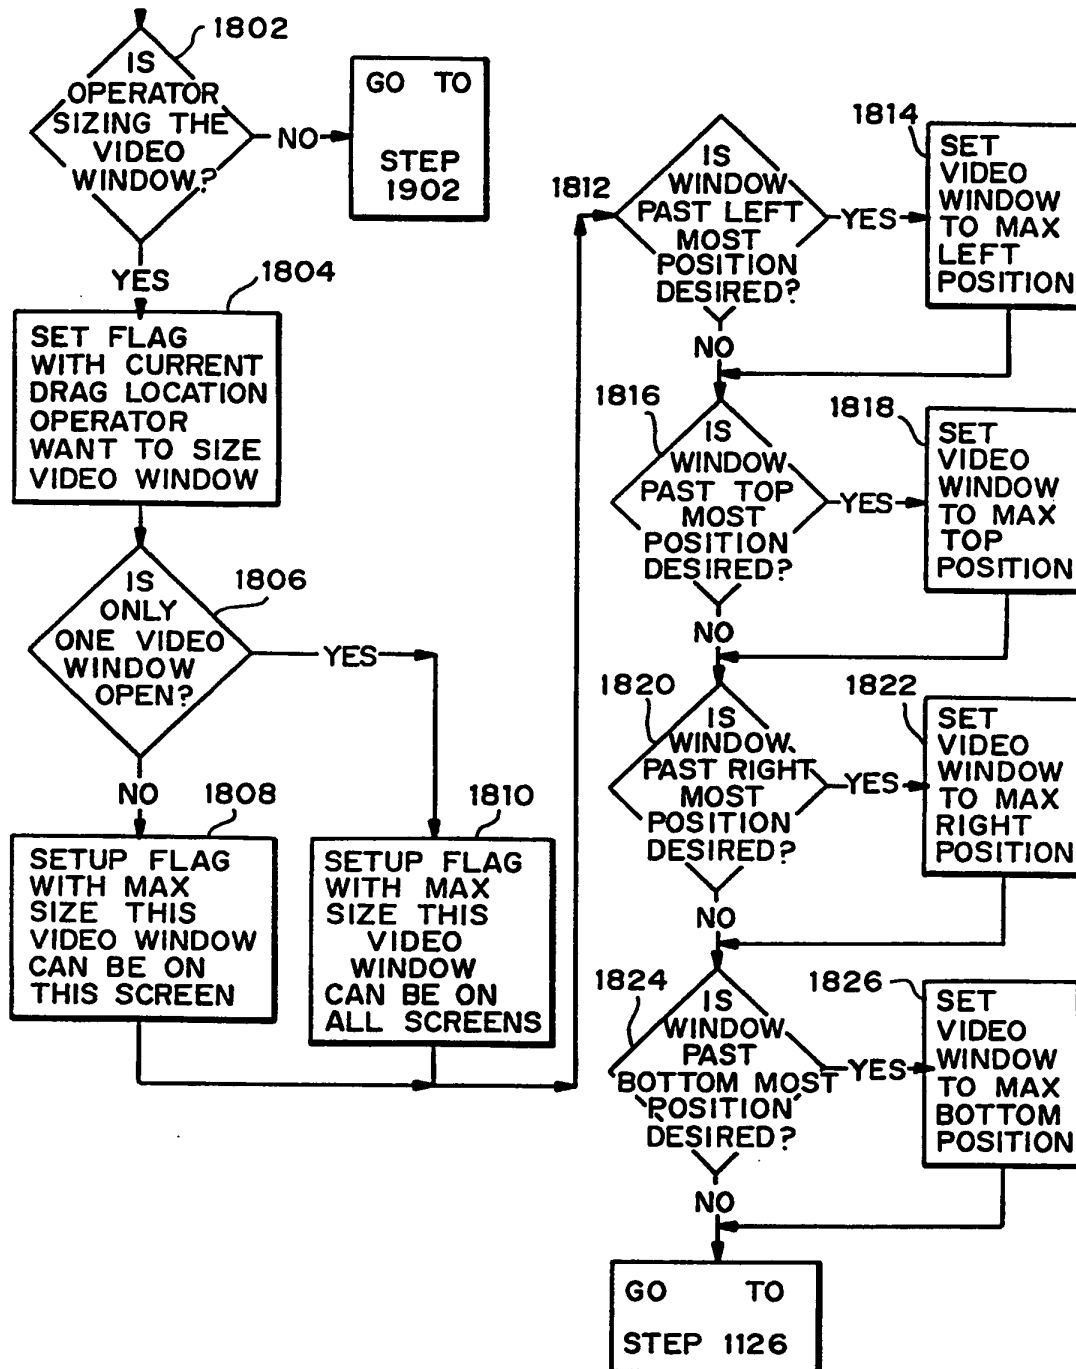 1802
IS
OPERATOR
SIZING THE
VIDEO
WINDOW?
NO
GO TO
STEP
1902
YES
1804
SET FLAG
WITH CURRENT
DRAG LOCATION
OPERATOR
WANT TO SIZE
VIDEO WINDOW
1806
IS
ONLY
ONE VIDEO
WINDOW
OPEN?
YES
NO
1808
SETUP FLAG
WITH MAX
SIZE THIS
VIDEO WINDOW
CAN BE ON
THIS SCREEN
1810
SETUP FLAG
WITH MAX
SIZE THIS
VIDEO
WINDOW
CAN BE ON
ALL SCREENS
1812
IS
WINDOW
PAST LEFT
MOST
POSITION
DESIRED?
YES
1814
SET
VIDEO
WINDOW
TO MAX
LEFT
POSITION
NO
1816
IS
WINDOW
PAST TOP
MOST
POSITION
DESIRED?
YES
1818
SET
VIDEO
WINDOW
TO MAX
TOP
POSITION
NO
1820
IS
WINDOW
PAST RIGHT
MOST
POSITION
DESIRED?
YES
1822
SET
VIDEO
WINDOW
TO MAX
RIGHT
POSITION
NO
1824
IS
WINDOW
PAST
BOTTOM MOST
POSITION
DESIRED?
YES
1826
SET
VIDEO
WINDOW
TO MAX
BOTTOM
POSITION
NO
GO TO
STEP 1126